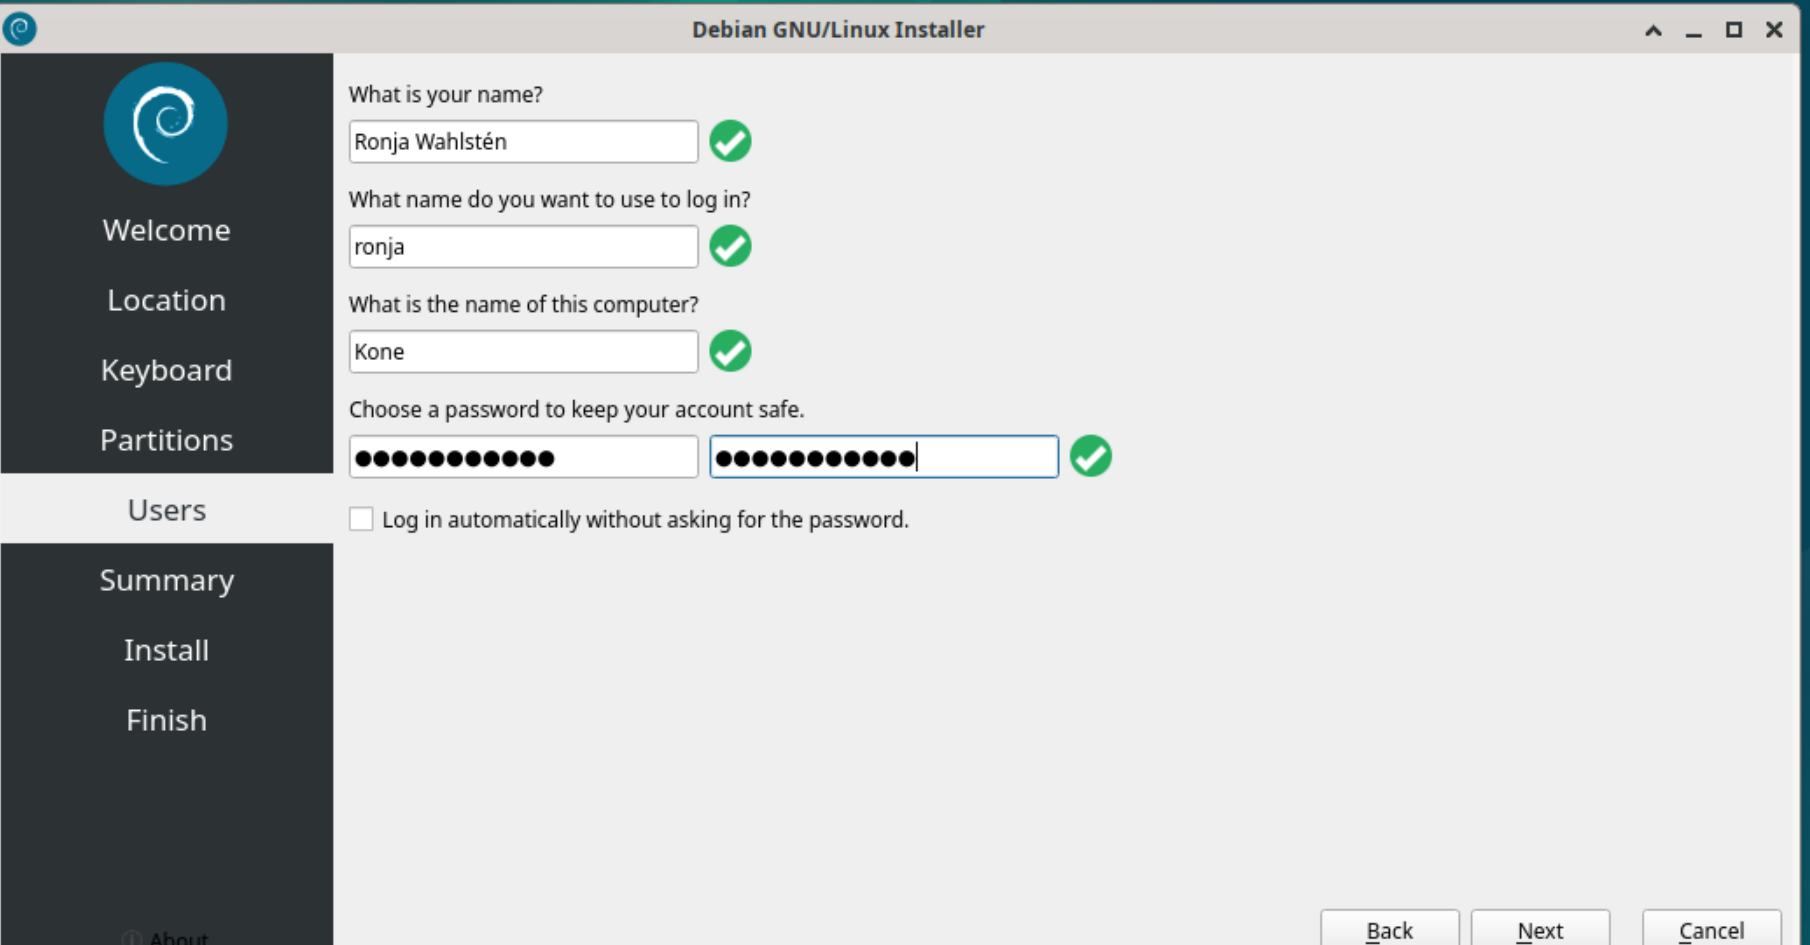 Debian GNU/Linux Installer
Welcome
Location
Keyboard
Partitions
Users
Summary
Install
Finish
About
What is your name?
Ronja Wahlstén
What name do you want to use to log in?
ronja
What is the name of this computer?
Kone
Choose a password to keep your account safe.
●●●●●●●●●●● ●●●●●●●●●●●
Log in automatically without asking for the password.
Back Next Cancel